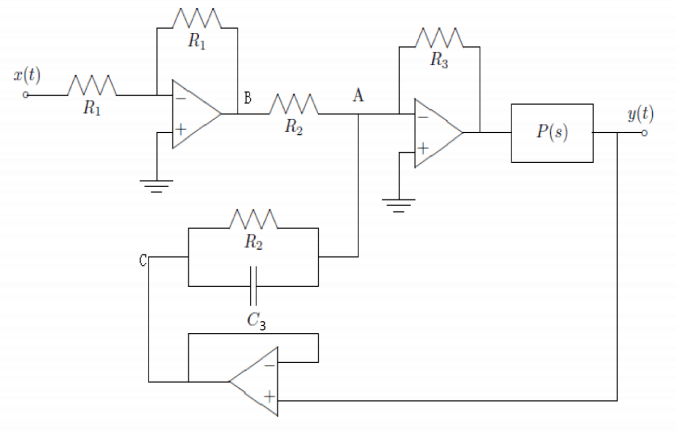 R₁
x(t)
R₁
−
+
B
R₂
A
R₃
−
+
P(s)
y(t)
R₂
C
C₃
−
+